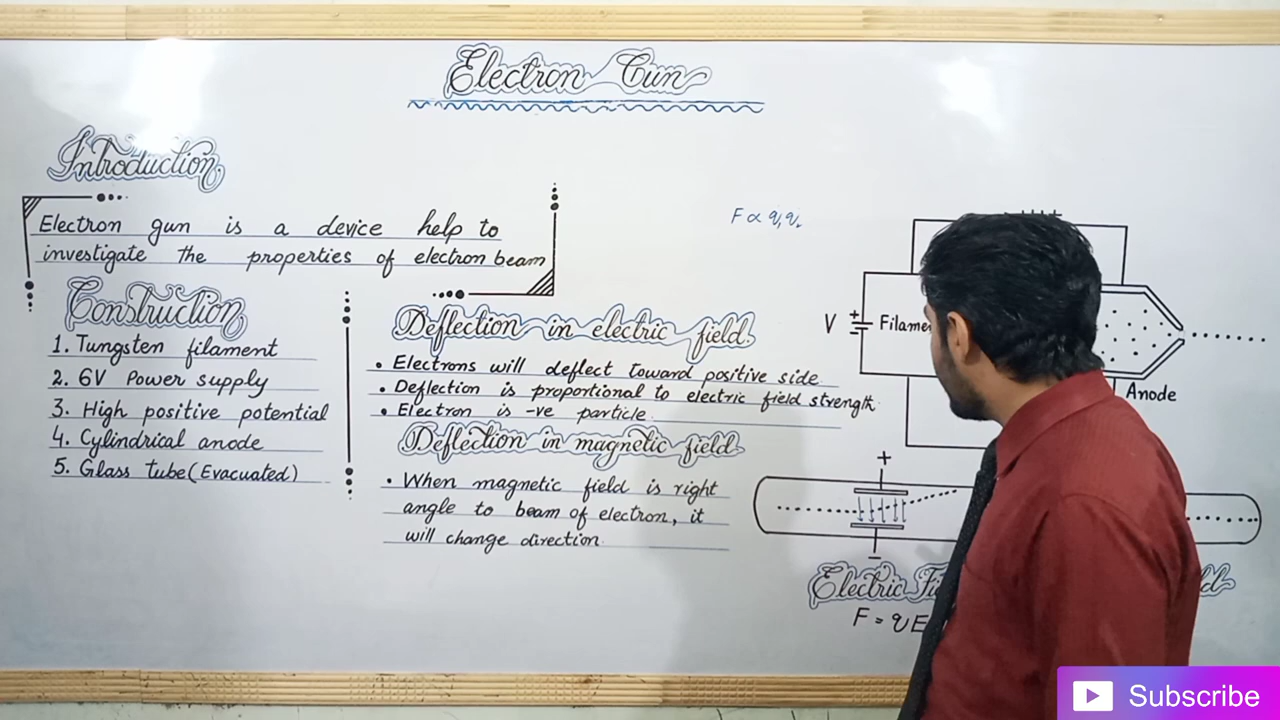 Electron Gun
Introduction
Electron gun is a device help to
investigate the properties of electron beam
Construction
1. Tungsten filament
2. 6V Power supply
3. High positive potential
4. Cylindrical anode
5. Glass tube (Evacuated)
Deflection in electric field.
• Electrons will deflect toward positive side
• Deflection is proportional to electric field strength.
• Electron is -ve particle.
Deflection in magnetic field.
• When magnetic field is right
angle to beam of electron, it
will change direction.
F ∝ q₁q₂
V
+
Anode
+
-
Electric
F = qE
Subscribe